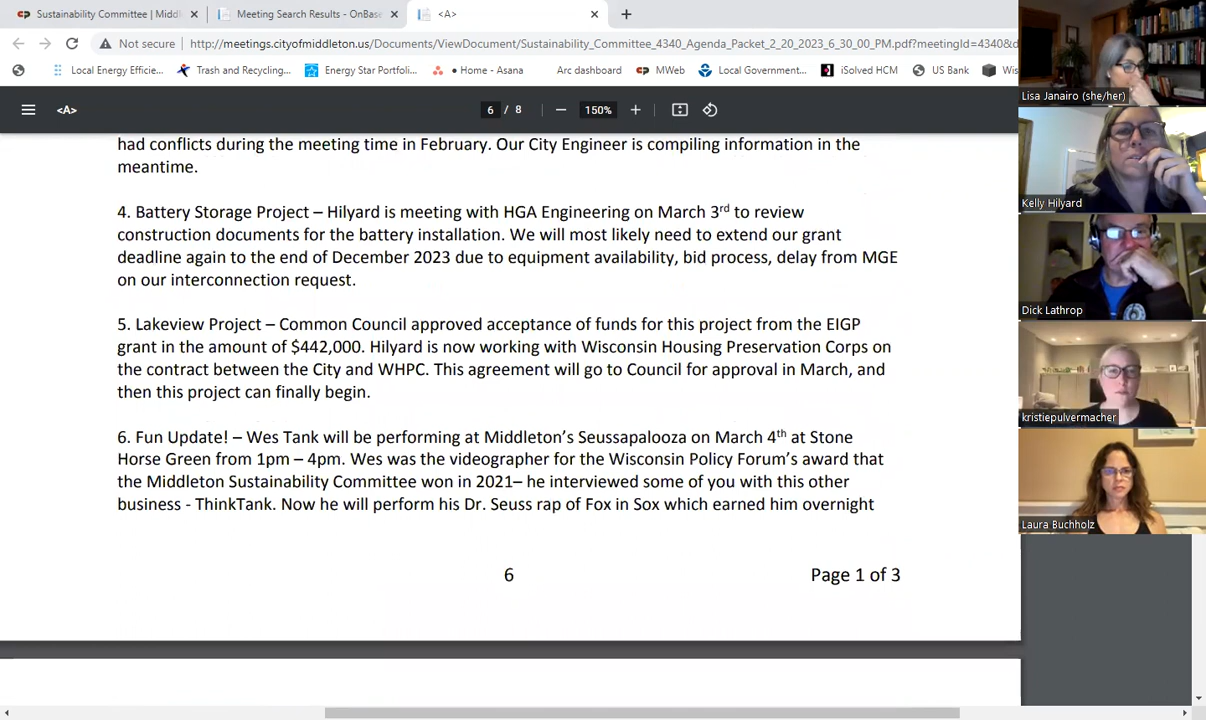 Sustainability Committee | Middl
Meeting Search Results - OnBase
<A>
Not secure | http://meetings.cityofmiddleton.us/Documents/ViewDocument/Sustainability_Committee_4340_Agenda_Packet_2_20_2023_6_30_00_PM.pdf?meetingId=4340&d
Local Energy Efficie...
Trash and Recycling...
Energy Star Portfoli...
• Home - Asana
Arc dashboard
MWeb
Local Government...
iSolved HCM
US Bank
Wis
<A>
6 / 8
150%
had conflicts during the meeting time in February. Our City Engineer is compiling information in the
meantime.
4. Battery Storage Project – Hilyard is meeting with HGA Engineering on March 3rd to review
construction documents for the battery installation. We will most likely need to extend our grant
deadline again to the end of December 2023 due to equipment availability, bid process, delay from MGE
on our interconnection request.
5. Lakeview Project – Common Council approved acceptance of funds for this project from the EIGP
grant in the amount of $442,000. Hilyard is now working with Wisconsin Housing Preservation Corps on
the contract between the City and WHPC. This agreement will go to Council for approval in March, and
then this project can finally begin.
6. Fun Update! – Wes Tank will be performing at Middleton's Seussapalooza on March 4th at Stone
Horse Green from 1pm – 4pm. Wes was the videographer for the Wisconsin Policy Forum's award that
the Middleton Sustainability Committee won in 2021– he interviewed some of you with this other
business - ThinkTank. Now he will perform his Dr. Seuss rap of Fox in Sox which earned him overnight
6
Page 1 of 3
Lisa Janairo (she/her)
Kelly Hilyard
Dick Lathrop
kristiepulvermacher
Laura Buchholz